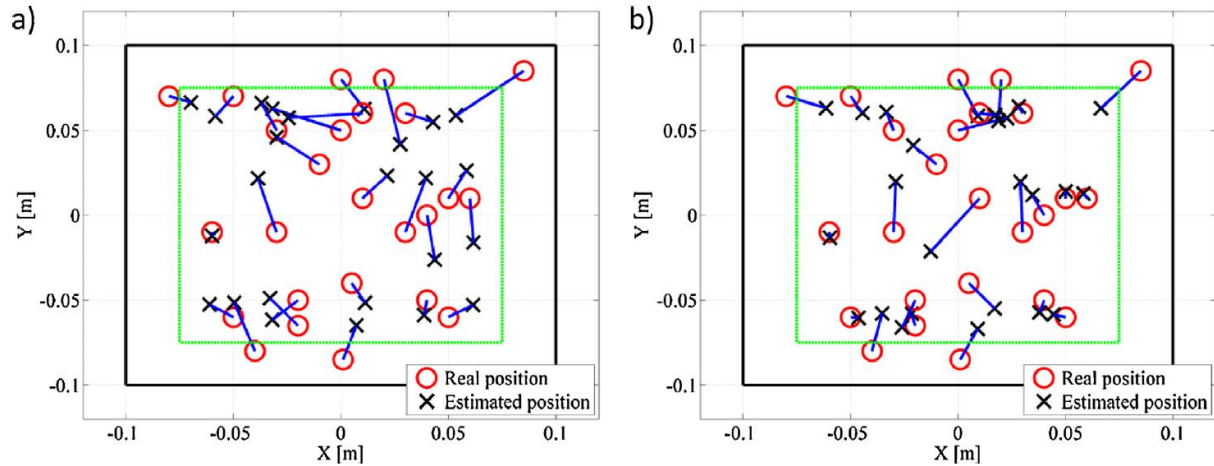 a)
0.1
0.05
0
-0.05
-0.1
Y [m]
-0.1
-0.05
0
0.05
0.1
X [m]
Real position
Estimated position
b)
0.1
0.05
0
-0.05
-0.1
Y [m]
-0.1
-0.05
0
0.05
0.1
X [m]
Real position
Estimated position